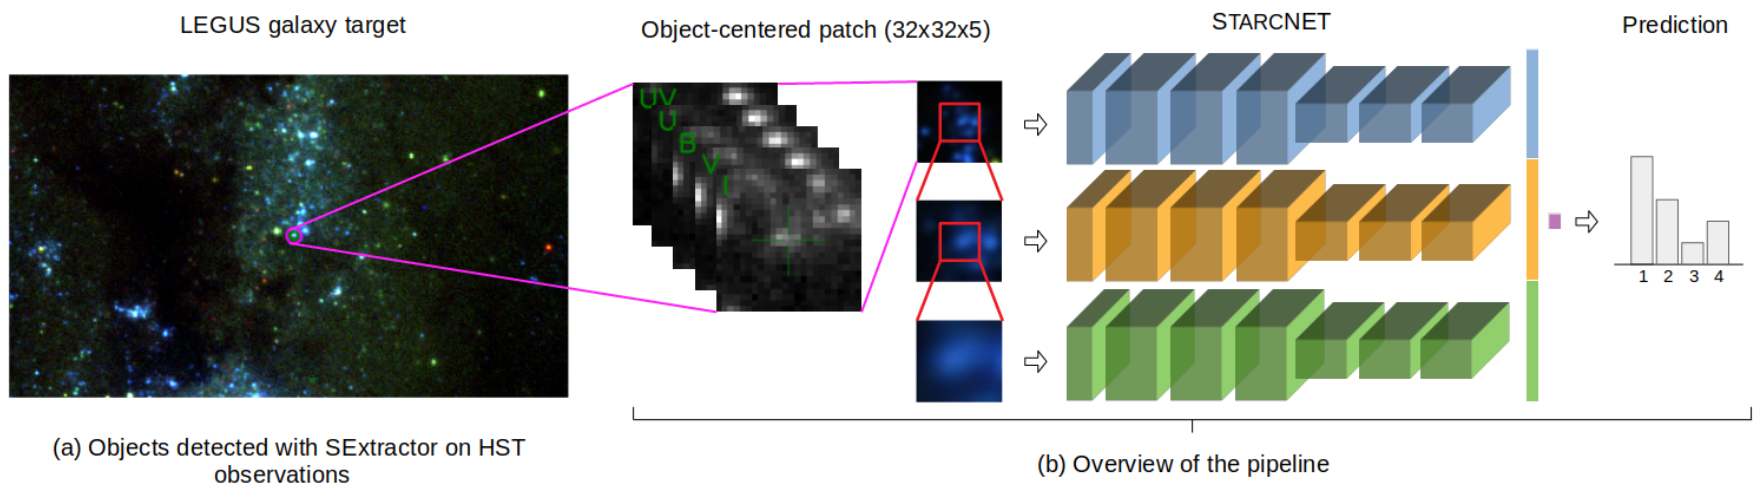 LEGUS galaxy target
Object-centered patch (32x32x5)
STARCNET
Prediction
UV
U
B
V
I
1 2 3 4
(a) Objects detected with SExtractor on HST
observations
(b) Overview of the pipeline